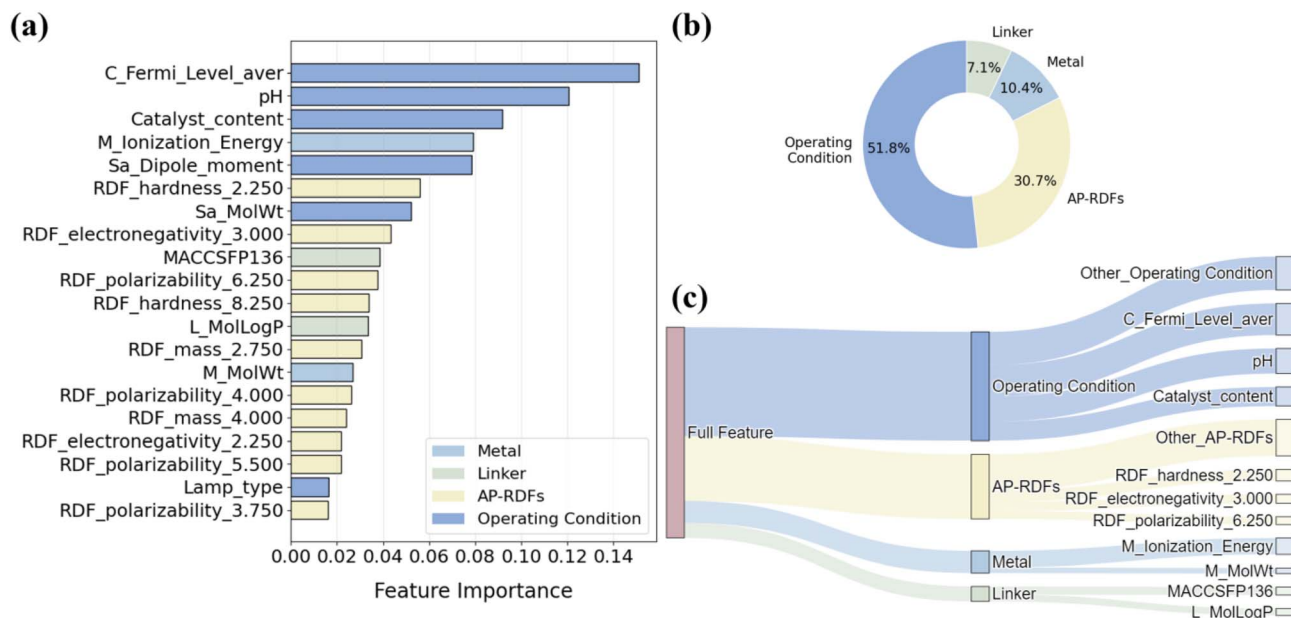 (a)
C_Fermi_Level_aver
pH
Catalyst_content
M_Ionization_Energy
Sa_Dipole_moment
RDF_hardness_2.250
Sa_MolWt
RDF_electronegativity_3.000
MACCSFP136
RDF_polarizability_6.250
RDF_hardness_8.250
L_MolLogP
RDF_mass_2.750
M_MolWt
RDF_polarizability_4.000
RDF_mass_4.000
RDF_electronegativity_2.250
RDF_polarizability_5.500
Lamp_type
RDF_polarizability_3.750
Metal
Linker
AP-RDFs
Operating Condition
0.00 0.02 0.04 0.06 0.08 0.10 0.12 0.14
Feature Importance
(b)
Linker
7.1%
Metal
10.4%
Operating
Condition
51.8%
30.7%
AP-RDFs
(c)
Full Feature
Operating Condition
AP-RDFs
Metal
Linker
Other_Operating Condition
C_Fermi_Level_aver
pH
Catalyst_content
Other_AP-RDFs
RDF_hardness_2.250
RDF_electronegativity_3.000
RDF_polarizability_6.250
M_Ionization_Energy
M_MolWt
MACCSFP136
L_MolLogP